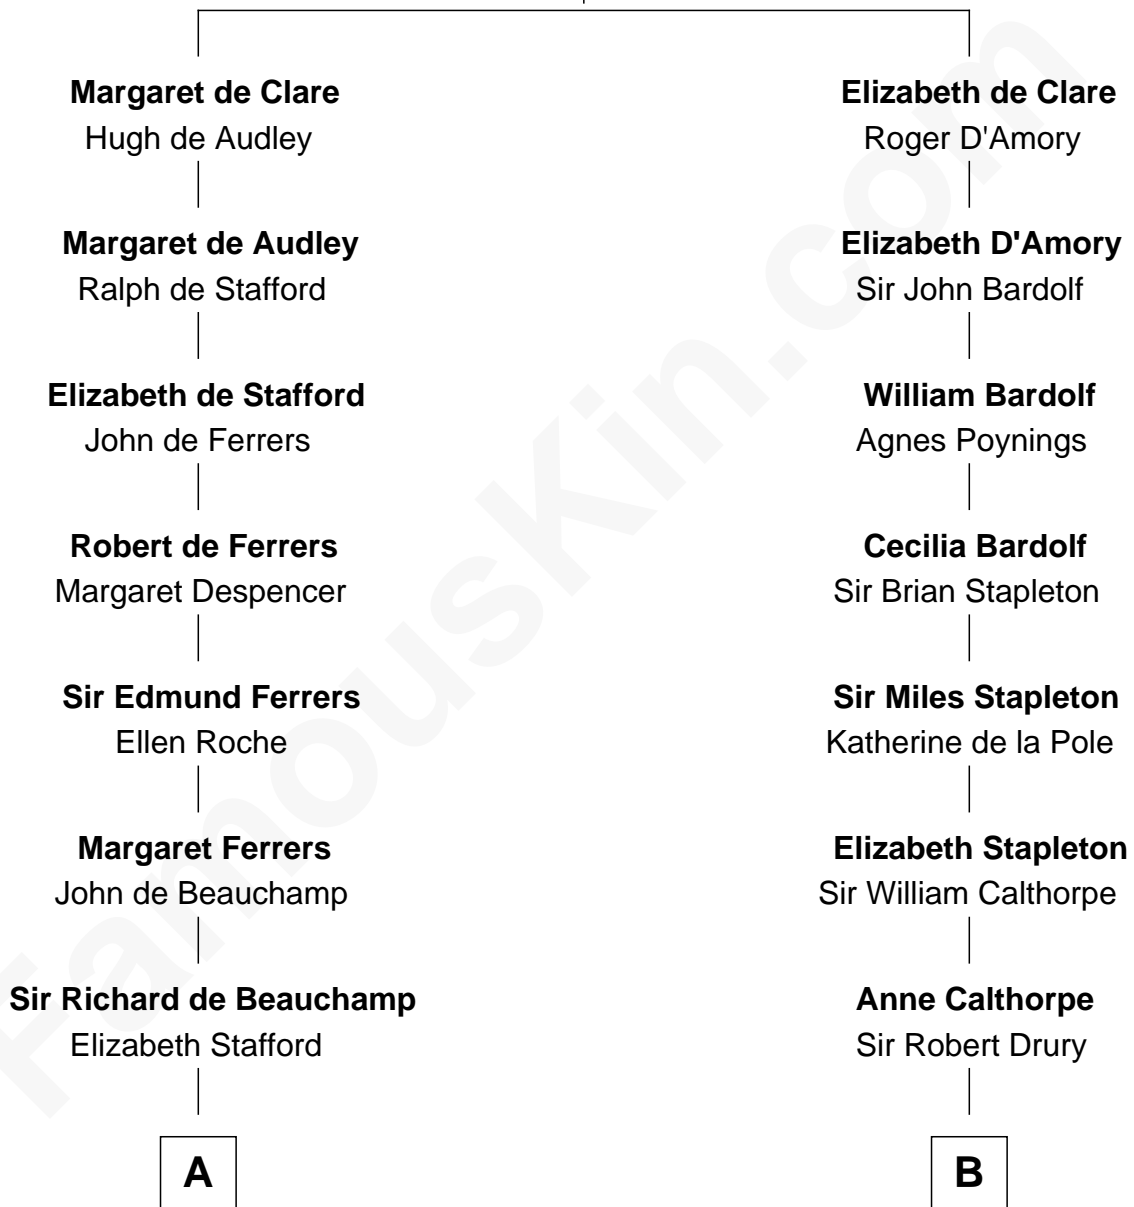 Margaret de Clare
Hugh de Audley
Margaret de Audley
Ralph de Stafford
Elizabeth de Stafford
John de Ferrers
Robert de Ferrers
Margaret Despencer
Sir Edmund Ferrers
Ellen Roche
Margaret Ferrers
John de Beauchamp
Sir Richard de Beauchamp
Elizabeth Stafford
A
Elizabeth de Clare
Roger D'Amory
Elizabeth D'Amory
Sir John Bardolf
William Bardolf
Agnes Poynings
Cecilia Bardolf
Sir Brian Stapleton
Sir Miles Stapleton
Katherine de la Pole
Elizabeth Stapleton
Sir William Calthorpe
Anne Calthorpe
Sir Robert Drury
B
FamousKin.com